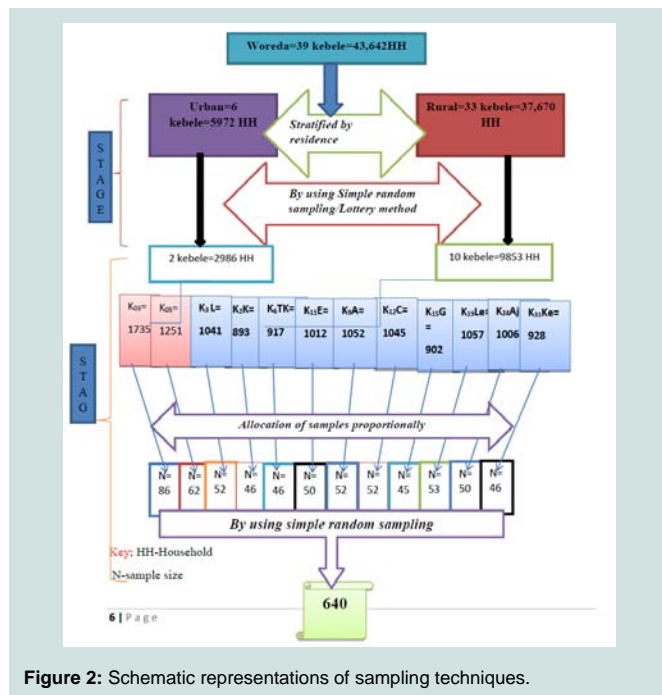 Woreda=39 kebele=43,642HH
Urban=6
kebele=5972 HH
Rural=33 kebele=37,670
HH
Stratified by
residence
S
T
A
G
E
By using Simple random
sampling/Lottery method
2 kebele=2986 HH
10 kebele=9853 HH
K₀₃=
1735
K₀₅=
1251
K₃L=
1041
K₂K=
893
K₆TK=
917
K₁₁E=
1012
K₉A=
1052
K₁₂C=
1045
K₁₅G
=
902
K₁₉Le=
1057
K₂₄Aj
1006
K₃₁Ke=
928
S
T
A
G
Allocation of samples proportionally
N=
86
N=
62
N=
52
N=
46
N=
46
N=
50
N=
52
N=
52
N=
45
N=
53
N=
50
N=
46
By using simple random sampling
Key; HH-Household
N-sample size
640
6 | Page
Figure 2: Schematic representations of sampling techniques.